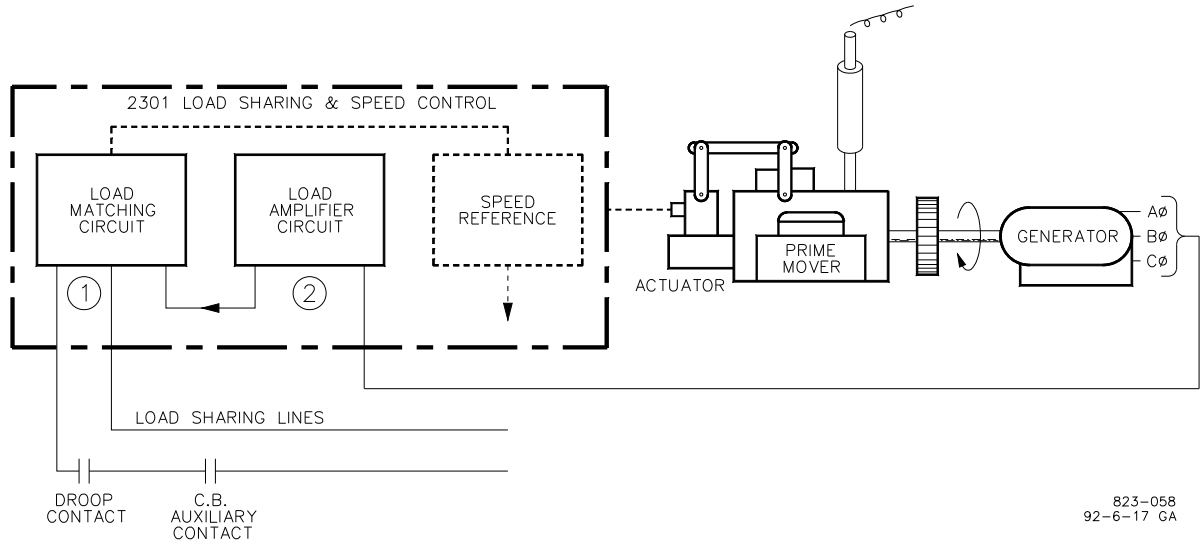 2301 LOAD SHARING & SPEED CONTROL
LOAD
MATCHING
CIRCUIT
LOAD
AMPLIFIER
CIRCUIT
SPEED
REFERENCE
1
2
ACTUATOR
PRIME
MOVER
GENERATOR
AØ
BØ
CØ
LOAD SHARING LINES
DROOP
CONTACT
C.B.
AUXILIARY
CONTACT
823-058
92-6-17 GA